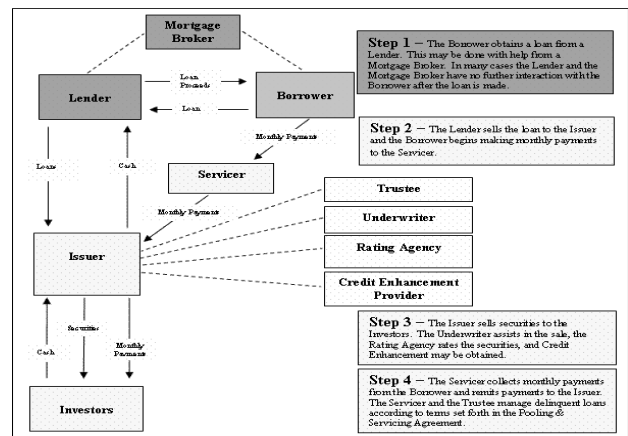 Mortgage
Broker
Lender
Loan
Proceeds
Loan
Borrower
Monthly Payments
Servicer
Monthly Payments
Loans
Cash
Issuer
Trustee
Underwriter
Rating Agency
Credit Enhancement
Provider
Cash
Securities
Monthly
Payments
Investors
Step 1 – The Borrower obtains a loan from a
Lender. This may be done with help from a
Mortgage Broker. In many cases the Lender and the
Mortgage Broker have no further interaction with the
Borrower after the loan is made.
Step 2 – The Lender sells the loan to the Issuer
and the Borrower begins making monthly payments
to the Servicer.
Step 3 – The Issuer sells securities to the
Investors. The Underwriter assists in the sale, the
Rating Agency rates the securities, and Credit
Enhancement may be obtained.
Step 4 – The Servicer collects monthly payments
from the Borrower and remits payments to the Issuer.
The Servicer and the Trustee manage delinquent loans
according to terms set forth in the Pooling &
Servicing Agreement.